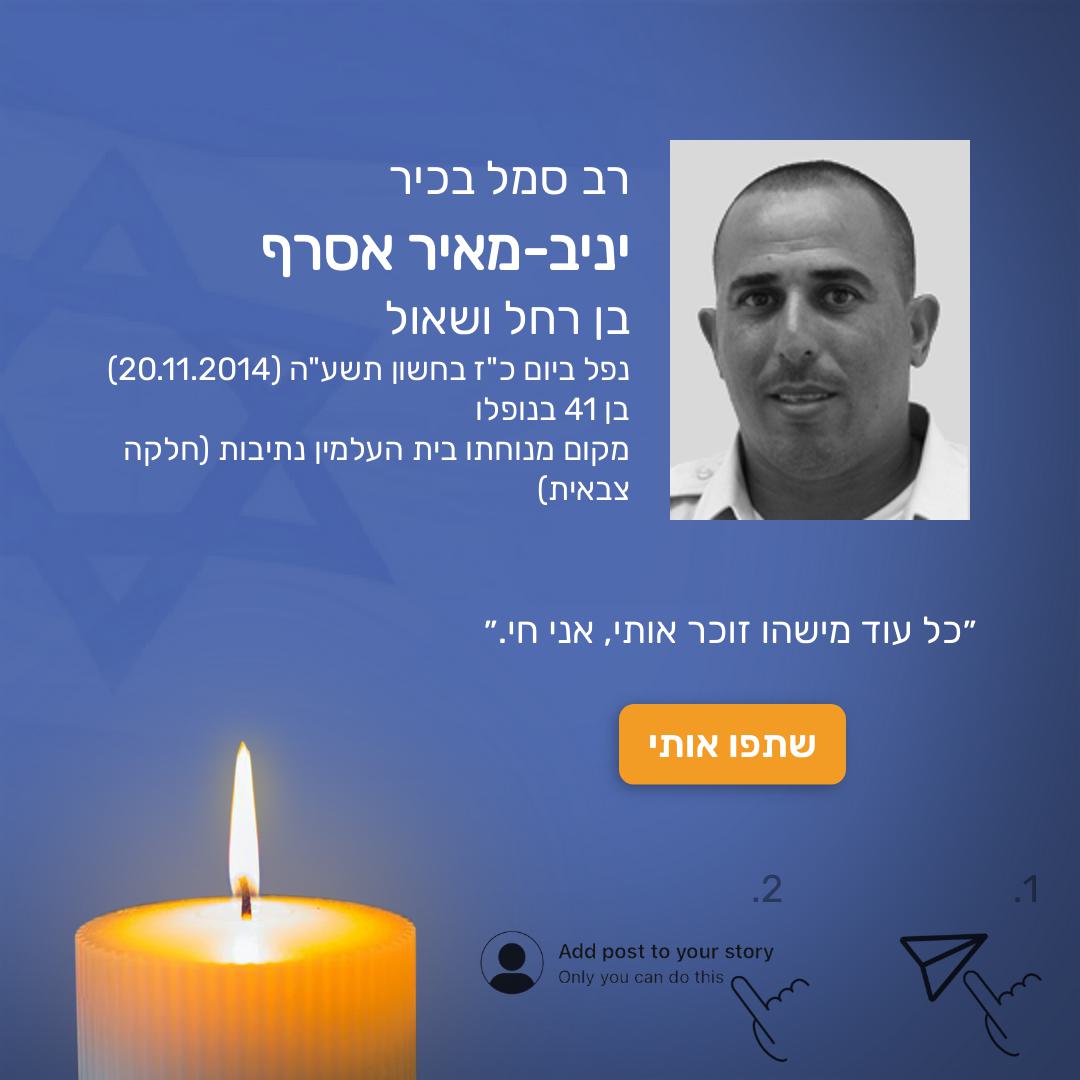 רב סמל בכיר
יניב-מאיר אסרף
בן רחל ושאול
נפל ביום כ"ז בחשון תשע"ה (20.11.2014)
בן 41 בנופלו
מקום מנוחתו בית העלמין נתיבות (חלקה
צבאית)
״כל עוד מישהו זוכר אותי, אני חי.״
שתפו אותי
1.
2.
Add post to your story
Only you can do this